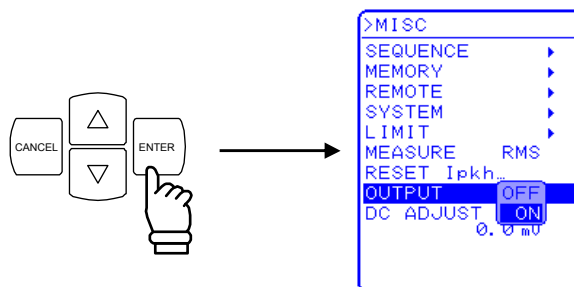 CANCEL
ENTER
>MISC
SEQUENCE
MEMORY
REMOTE
SYSTEM
LIMIT
MEASURE RMS
RESET Ipkh…
OUTPUT OFF
DC ADJUST ON
0.0 mV